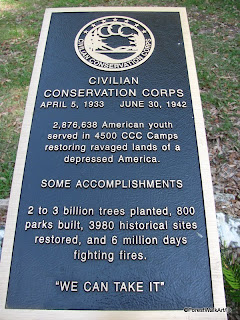 CIVILIAN
CONSERVATION CORPS
CIVILIAN
CONSERVATION CORPS
APRIL 5, 1933 JUNE 30, 1942
2,876,638 American youth
served in 4500 CCC Camps
restoring ravaged lands of a
depressed America.
SOME ACCOMPLISHMENTS
2 to 3 billion trees planted, 800
parks built, 3980 historical sites
restored, and 6 million days
fighting fires.
"WE CAN TAKE IT"